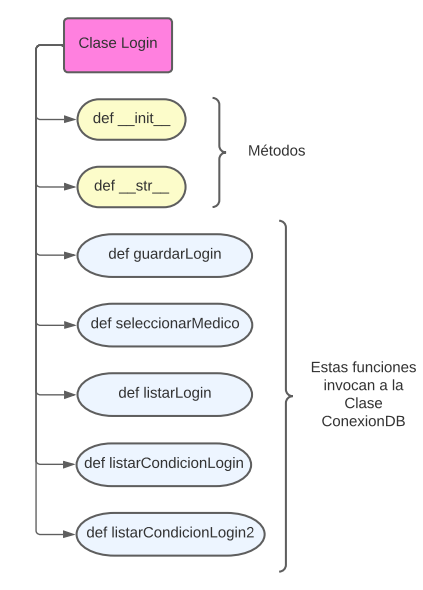 Clase Login
def __init__
Métodos
def __str__
def guardarLogin
def seleccionarMedico
def listarLogin
def listarCondicionLogin
def listarCondicionLogin2
Estas funciones
invocan a la
Clase
ConexionDB